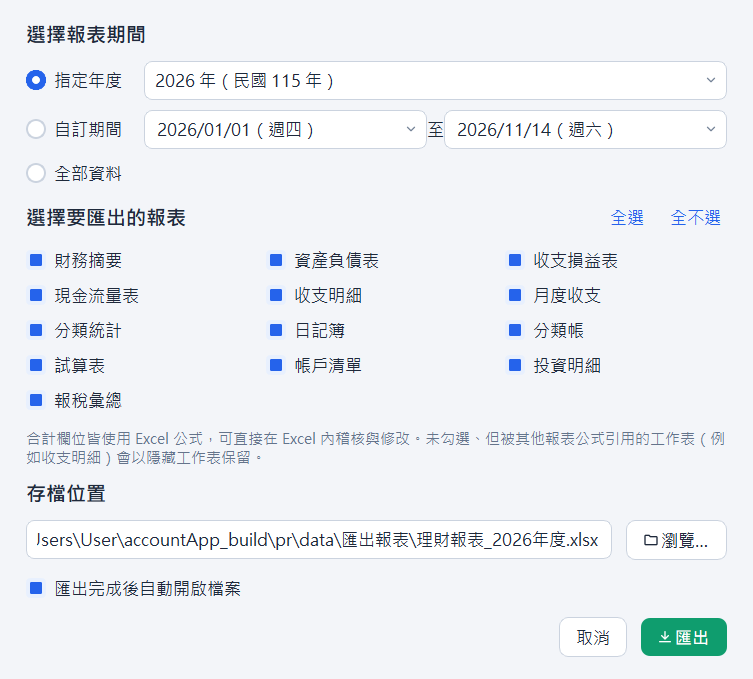 選擇報表期間
指定年度 2026 年 ( 民國 115 年 )
自訂期間 2026/01/01 ( 週四 ) 至 2026/11/14 ( 週六 )
全部資料
選擇要匯出的報表 全選 全不選
財務摘要 資產負債表 收支損益表
現金流量表 收支明細 月度收支
分類統計 日記簿 分類帳
試算表 帳戶清單 投資明細
報稅彙總
合計欄位皆使用 Excel 公式，可直接在 Excel 內稽核與修改。未勾選、但被其他報表公式引用的工作表 ( 例
如收支明細 ) 會以隱藏工作表保留。
存檔位置
Jsers\User\accountApp_build\pr\data\匯出報表\理財報表_2026年度.xlsx 瀏覽...
匯出完成後自動開啟檔案
取消 匯出